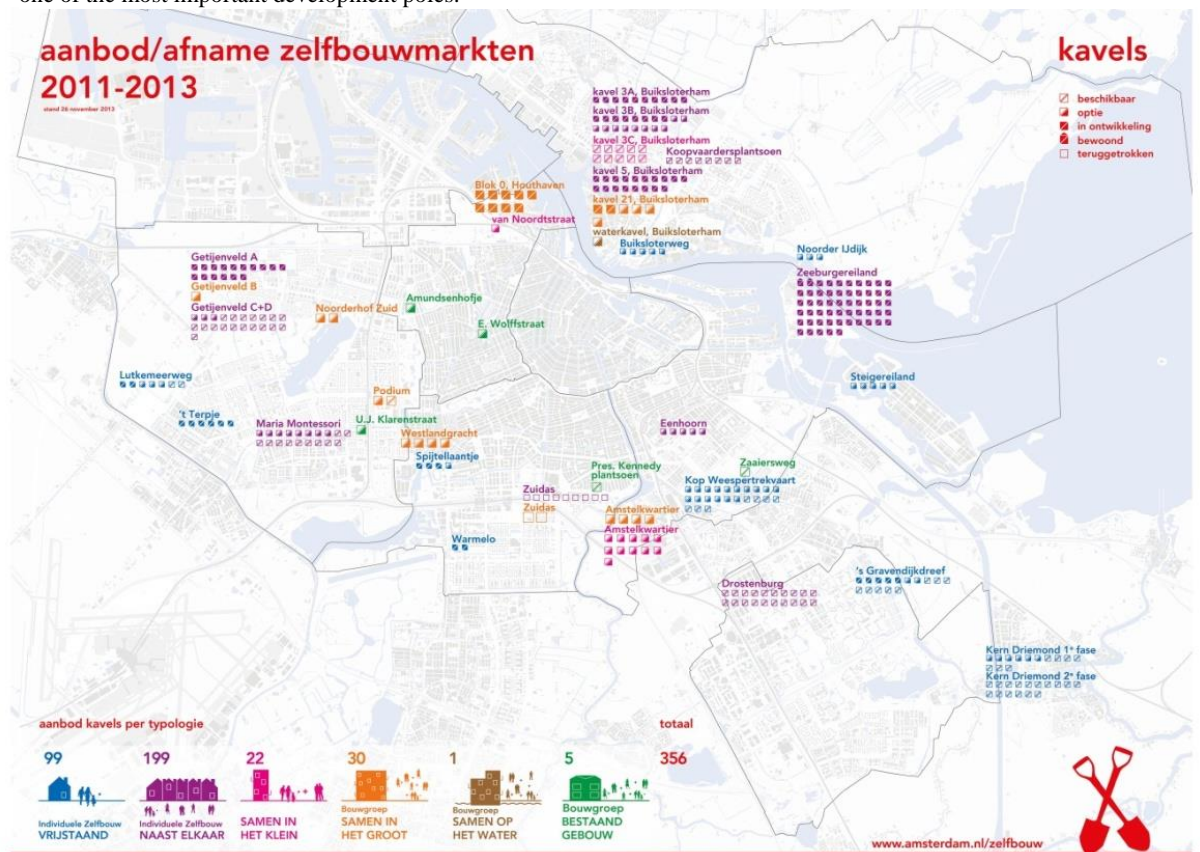 one of the most important development poles.
aanbod/afname zelfbouwmarkten
2011-2013
stand 26 november 2013
kavels
beschikbaar
optie
in ontwikkeling
bewoond
teruggetrokken
kavel 3A, Buiksloterham
kavel 3B, Buiksloterham
kavel 3C, Buiksloterham
Koopvaardersplantsoen
kavel 5, Buiksloterham
Blok 0, Houthaven
kavel 21, Buiksloterham
van Noordtstraat
waterkavel, Buiksloterham
Buiksloterweg
Noorder IJdijk
Getijenveld A
Zeeburgereiland
Getijenveld B
Getijenveld C+D
Noorderhof Zuid
Amundsenhofje
E. Wolffstraat
Lutkemeerweg
Steigereiland
Podium
't Terpje
Maria Montessori
U.J. Klarenstraat
Eenhoorn
Westlandgracht
Spijtellaantje
Pres. Kennedy
plantsoen
Zaaiersweg
Kop Weespertrekvaart
Zuidas
Zuidas
Amstelkwartier
Amstelkwartier
Warmelo
's Gravendijkdreef
Drostenburg
Kern Driemond 1e fase
Kern Driemond 2e fase
aanbod kavels per typologie
totaal
99
199
22
30
1
5
356
Individuele Zelfbouw
VRIJSTAAND
Individuele Zelfbouw
NAAST ELKAAR
SAMEN IN
HET KLEIN
Bouwgroep
SAMEN IN
HET GROOT
Bouwgroep
SAMEN OP
HET WATER
Bouwgroep
BESTAAND
GEBOUW
www.amsterdam.nl/zelfbouw